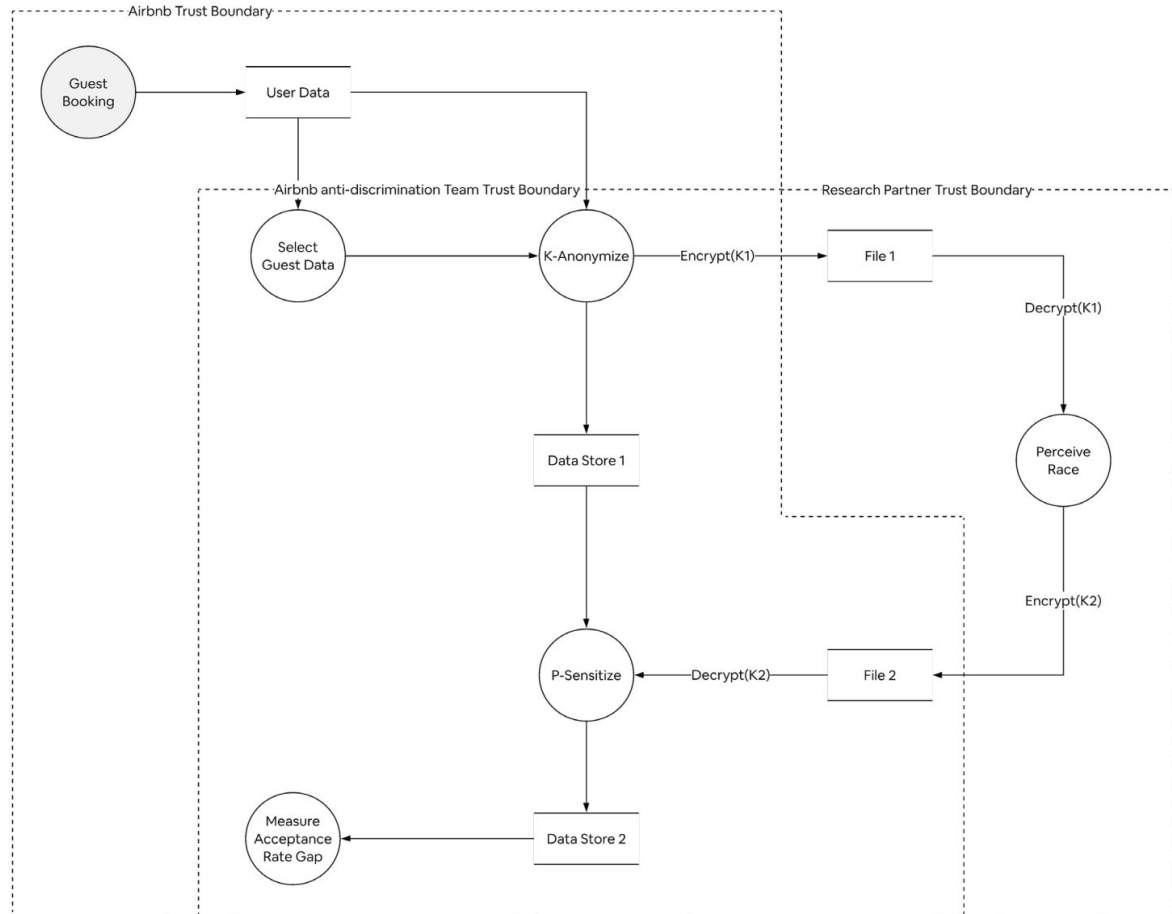 Airbnb Trust Boundary
Guest
Booking
User Data
Airbnb anti-discrimination Team Trust Boundary
Research Partner Trust Boundary
Select
Guest Data
K-Anonymize
Encrypt(K1)
File 1
Decrypt(K1)
Data Store 1
Perceive
Race
Encrypt(K2)
P-Sensitize
Decrypt(K2)
File 2
Measure
Acceptance
Rate Gap
Data Store 2